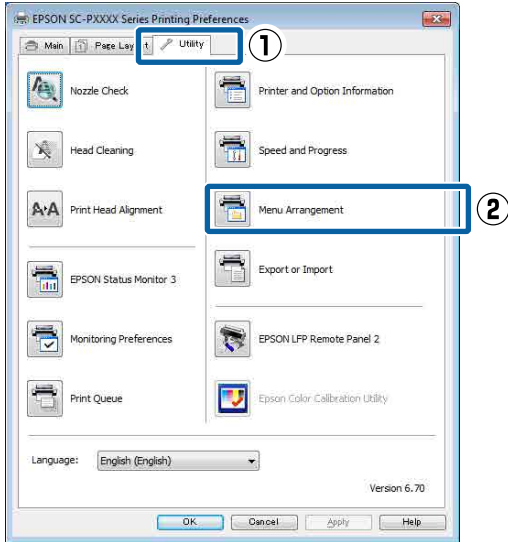 EPSON SC-PXXXX Series Printing Preferences
Main Page Lay t Utility
①
Nozzle Check
Printer and Option Information
Head Cleaning
Speed and Progress
Print Head Alignment
Menu Arrangement
②
EPSON Status Monitor 3
Export or Import
Monitoring Preferences
EPSON LFP Remote Panel 2
Print Queue
Epson Color Calibration Utility
Language: English (English)
Version 6.70
OK Cancel Apply Help